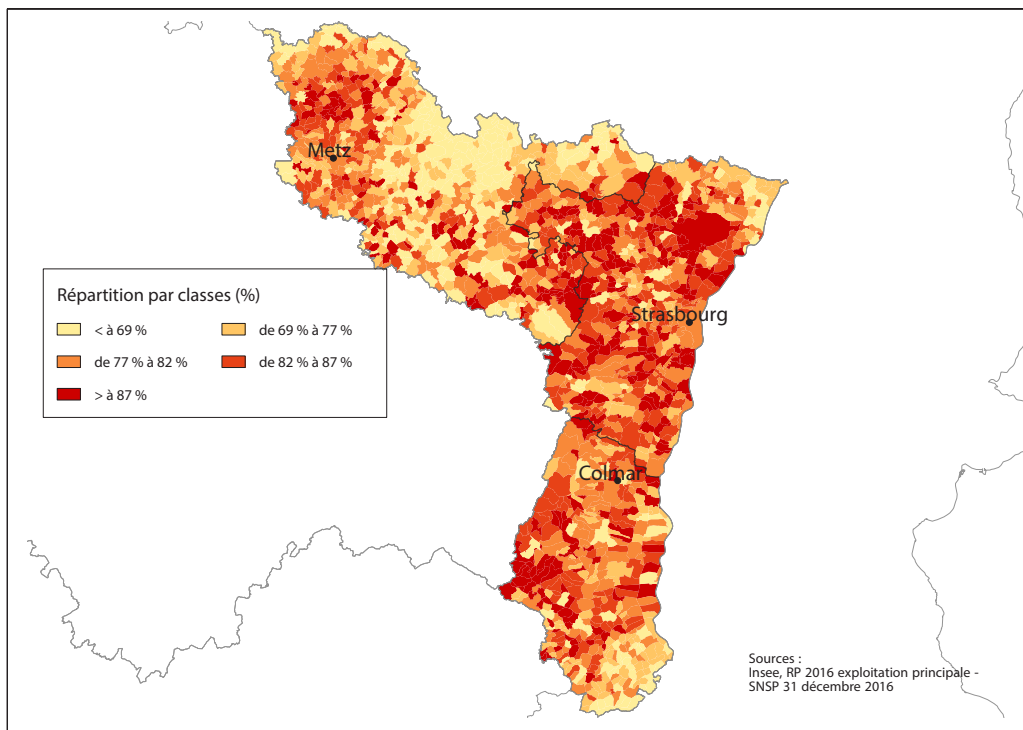 Metz
Strasbourg
Colmar
Répartition par classes (%)
< à 69 %
de 69 % à 77 %
de 77 % à 82 %
de 82 % à 87 %
> à 87 %
Sources :
Insee, RP 2016 exploitation principale -
SNSP 31 décembre 2016